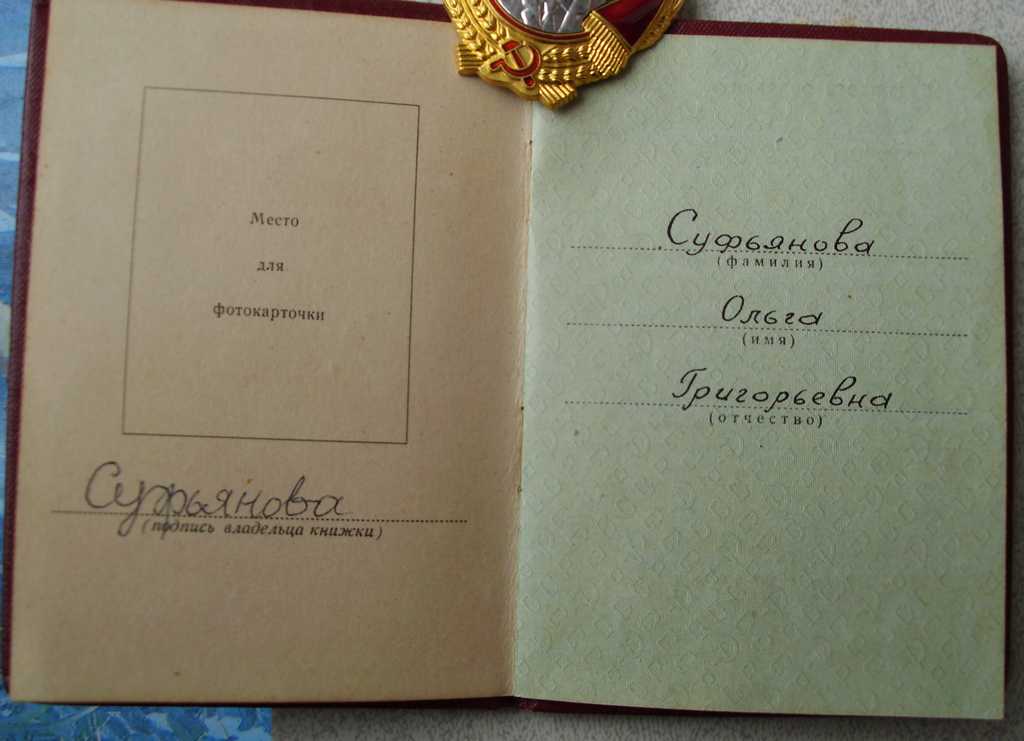 Место
для
фотокарточки
Суфьянова
(подпись владельца книжки)
Суфьянова
(фамилия)
Ольга
(имя)
Григорьевна
(отчество)